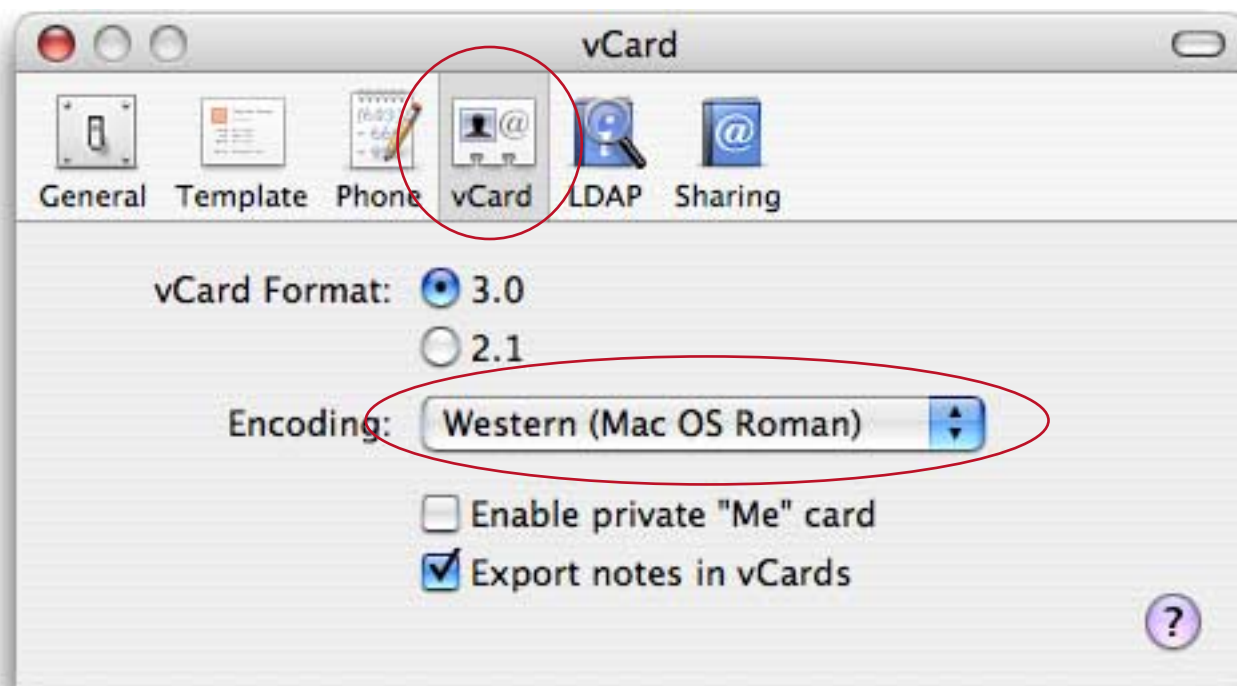 vCard
General Template Phone vCard LDAP Sharing
vCard Format: 3.0
2.1
Encoding: Western (Mac OS Roman)
Enable private "Me" card
Export notes in vCards
?